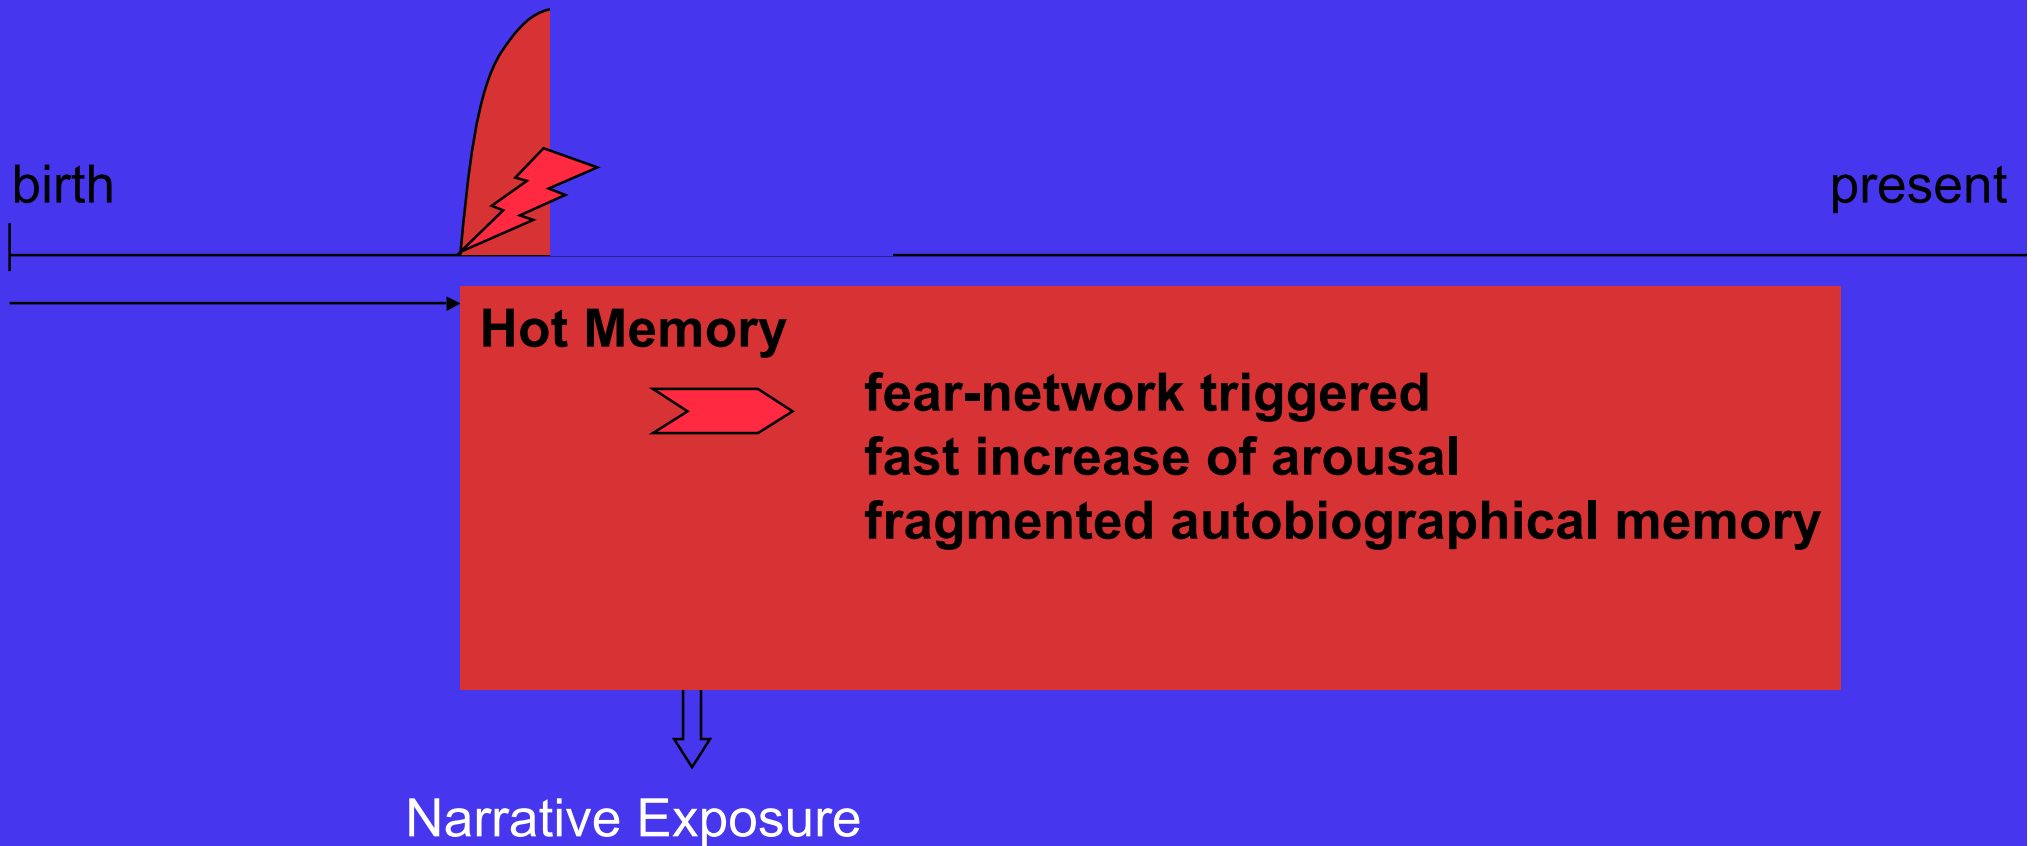 birth
present
Hot Memory
fear-network triggered
fast increase of arousal
fragmented autobiographical memory
Narrative Exposure